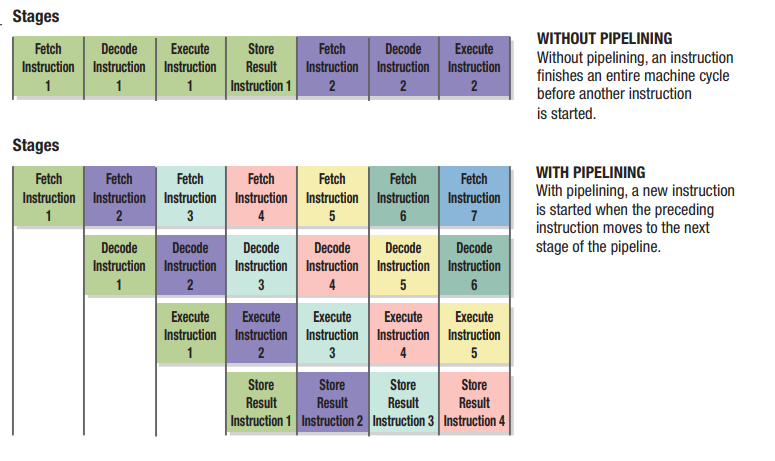 Stages
Fetch Instruction 1
Decode Instruction 1
Execute Instruction 1
Store Result Instruction 1
Fetch Instruction 2
Decode Instruction 2
Execute Instruction 2
WITHOUT PIPELINING
Without pipelining, an instruction
finishes an entire machine cycle
before another instruction
is started.
Stages
Fetch Instruction 1
Fetch Instruction 2
Fetch Instruction 3
Fetch Instruction 4
Fetch Instruction 5
Fetch Instruction 6
Fetch Instruction 7
WITH PIPELINING
With pipelining, a new instruction
is started when the preceding
instruction moves to the next
stage of the pipeline.
Decode Instruction 1
Decode Instruction 2
Decode Instruction 3
Decode Instruction 4
Decode Instruction 5
Decode Instruction 6
Execute Instruction 1
Execute Instruction 2
Execute Instruction 3
Execute Instruction 4
Execute Instruction 5
Store Result Instruction 1
Store Result Instruction 2
Store Result Instruction 3
Store Result Instruction 4